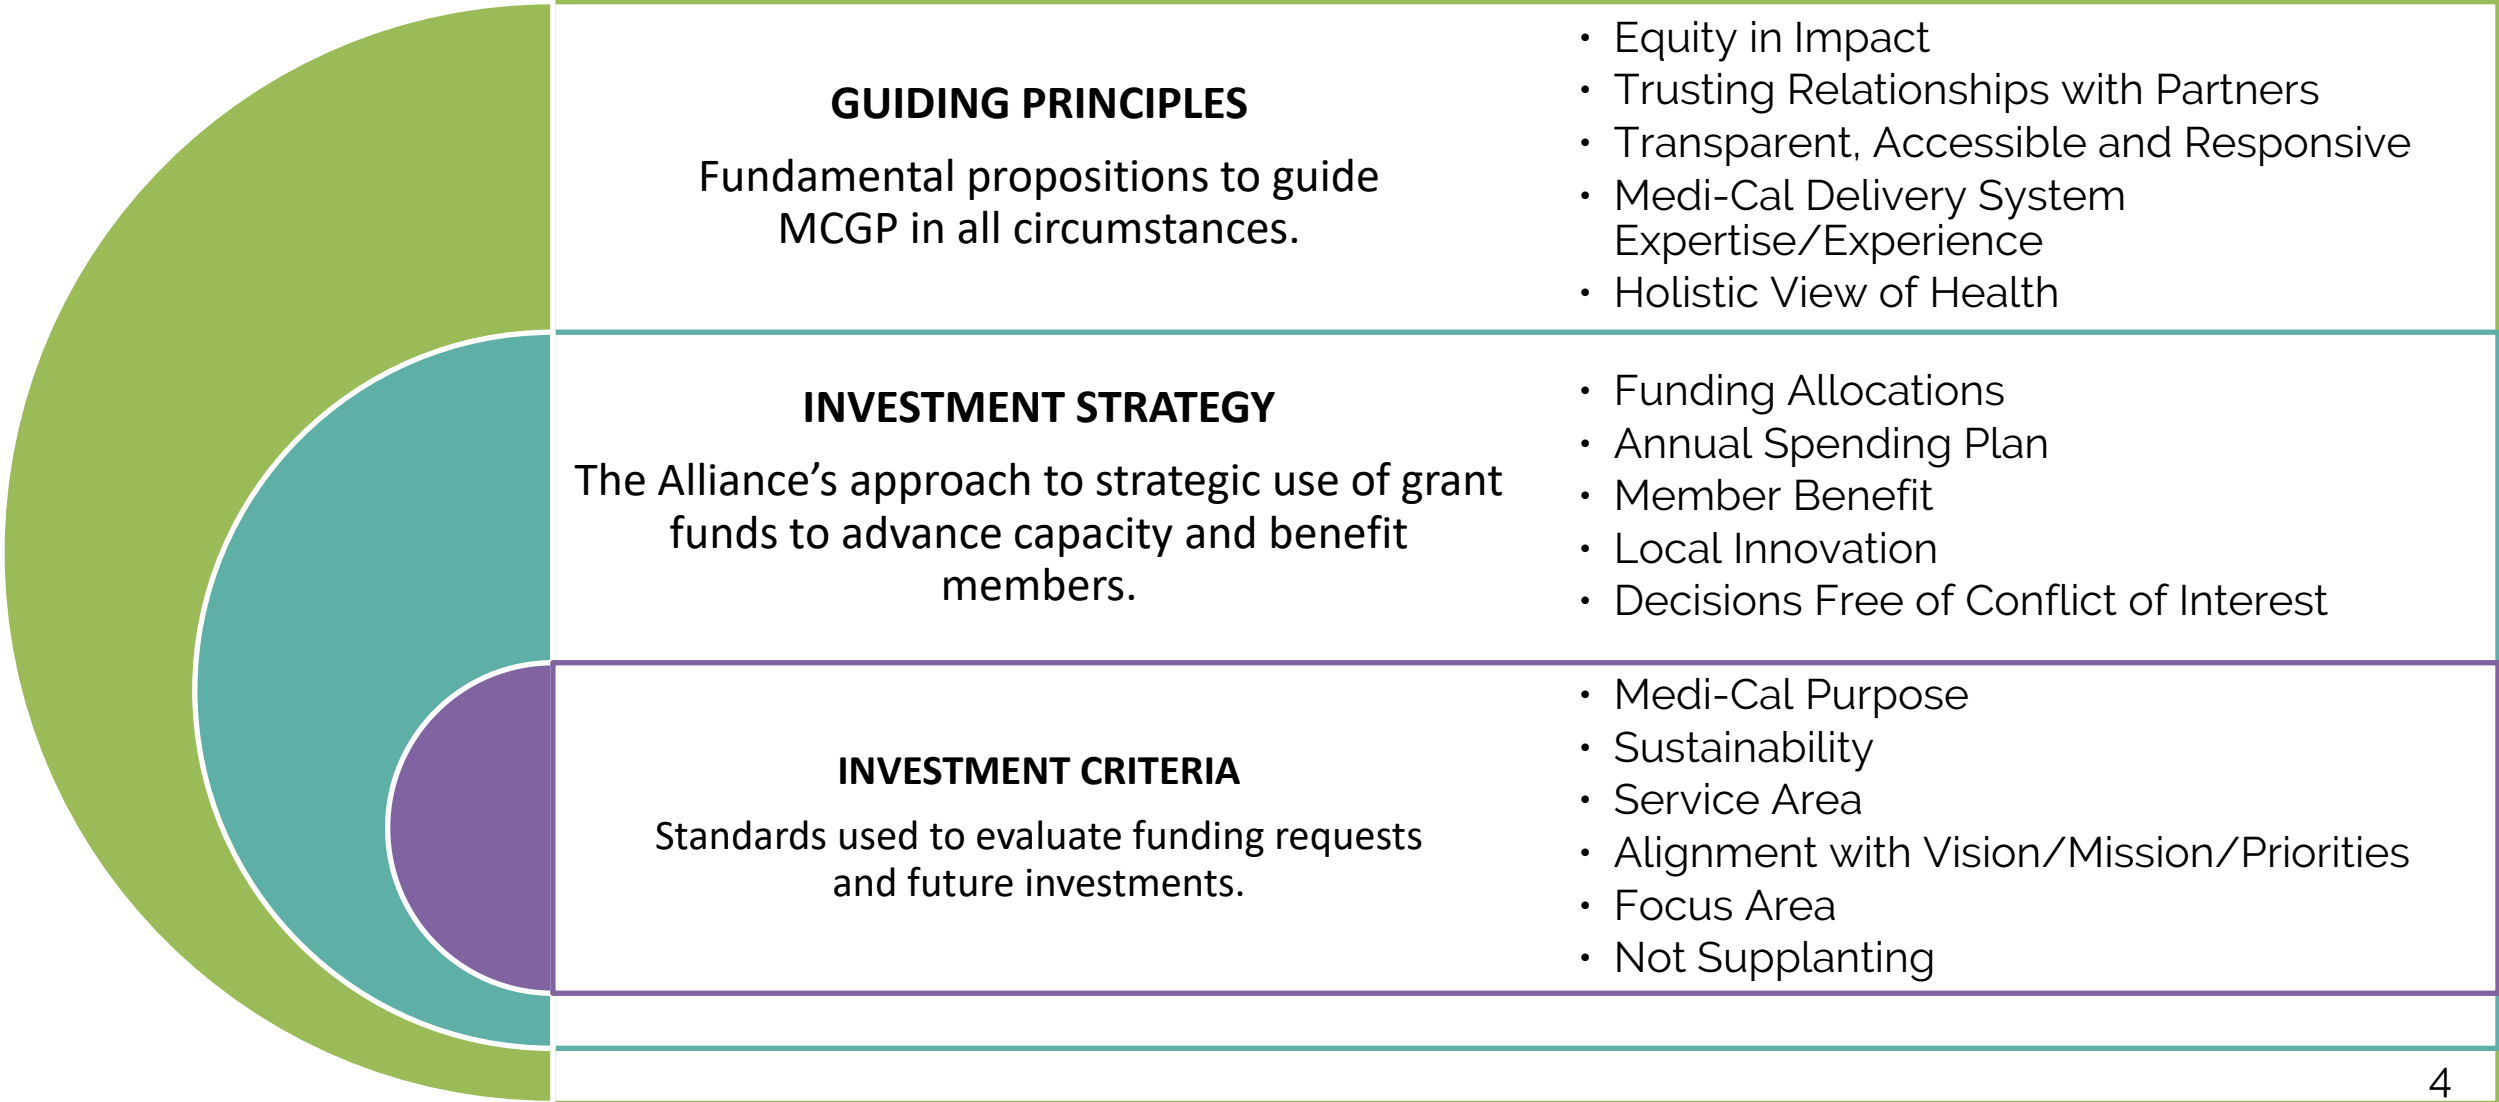 GUIDING PRINCIPLES
Fundamental propositions to guide
MCGP in all circumstances.
• Equity in Impact
• Trusting Relationships with Partners
• Transparent, Accessible and Responsive
• Medi-Cal Delivery System
Expertise/Experience
• Holistic View of Health
INVESTMENT STRATEGY
The Alliance’s approach to strategic use of grant
funds to advance capacity and benefit
members.
• Funding Allocations
• Annual Spending Plan
• Member Benefit
• Local Innovation
• Decisions Free of Conflict of Interest
INVESTMENT CRITERIA
Standards used to evaluate funding requests
and future investments.
• Medi-Cal Purpose
• Sustainability
• Service Area
• Alignment with Vision/Mission/Priorities
• Focus Area
• Not Supplanting
4